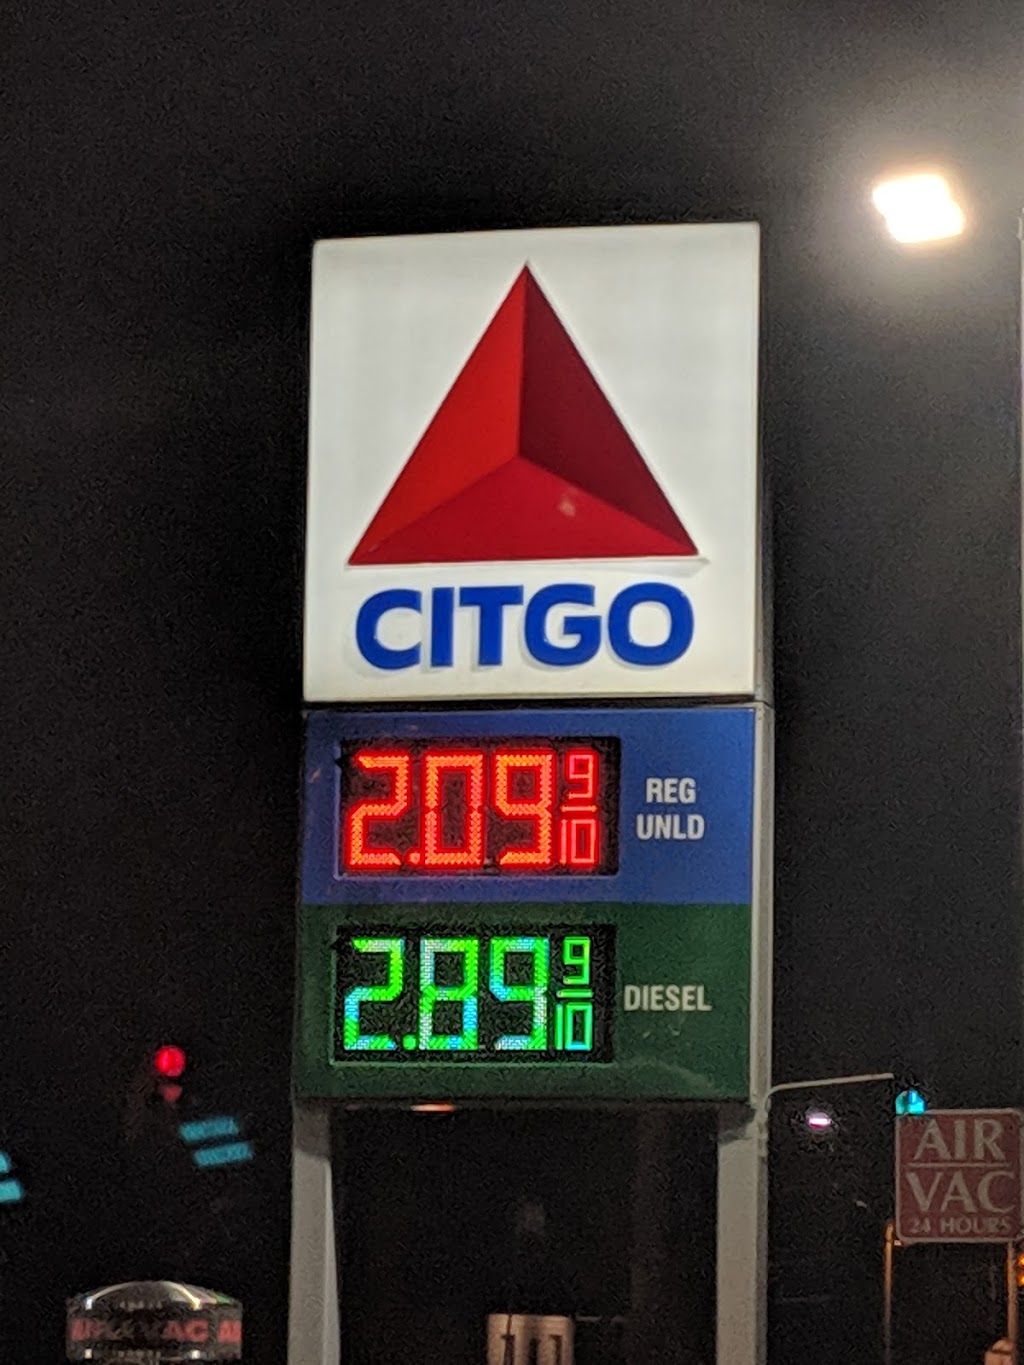 CITGO
2.09 9/10
REG
UNLD
2.89 9/10
DIESEL
AIR
VAC
24 HOURS